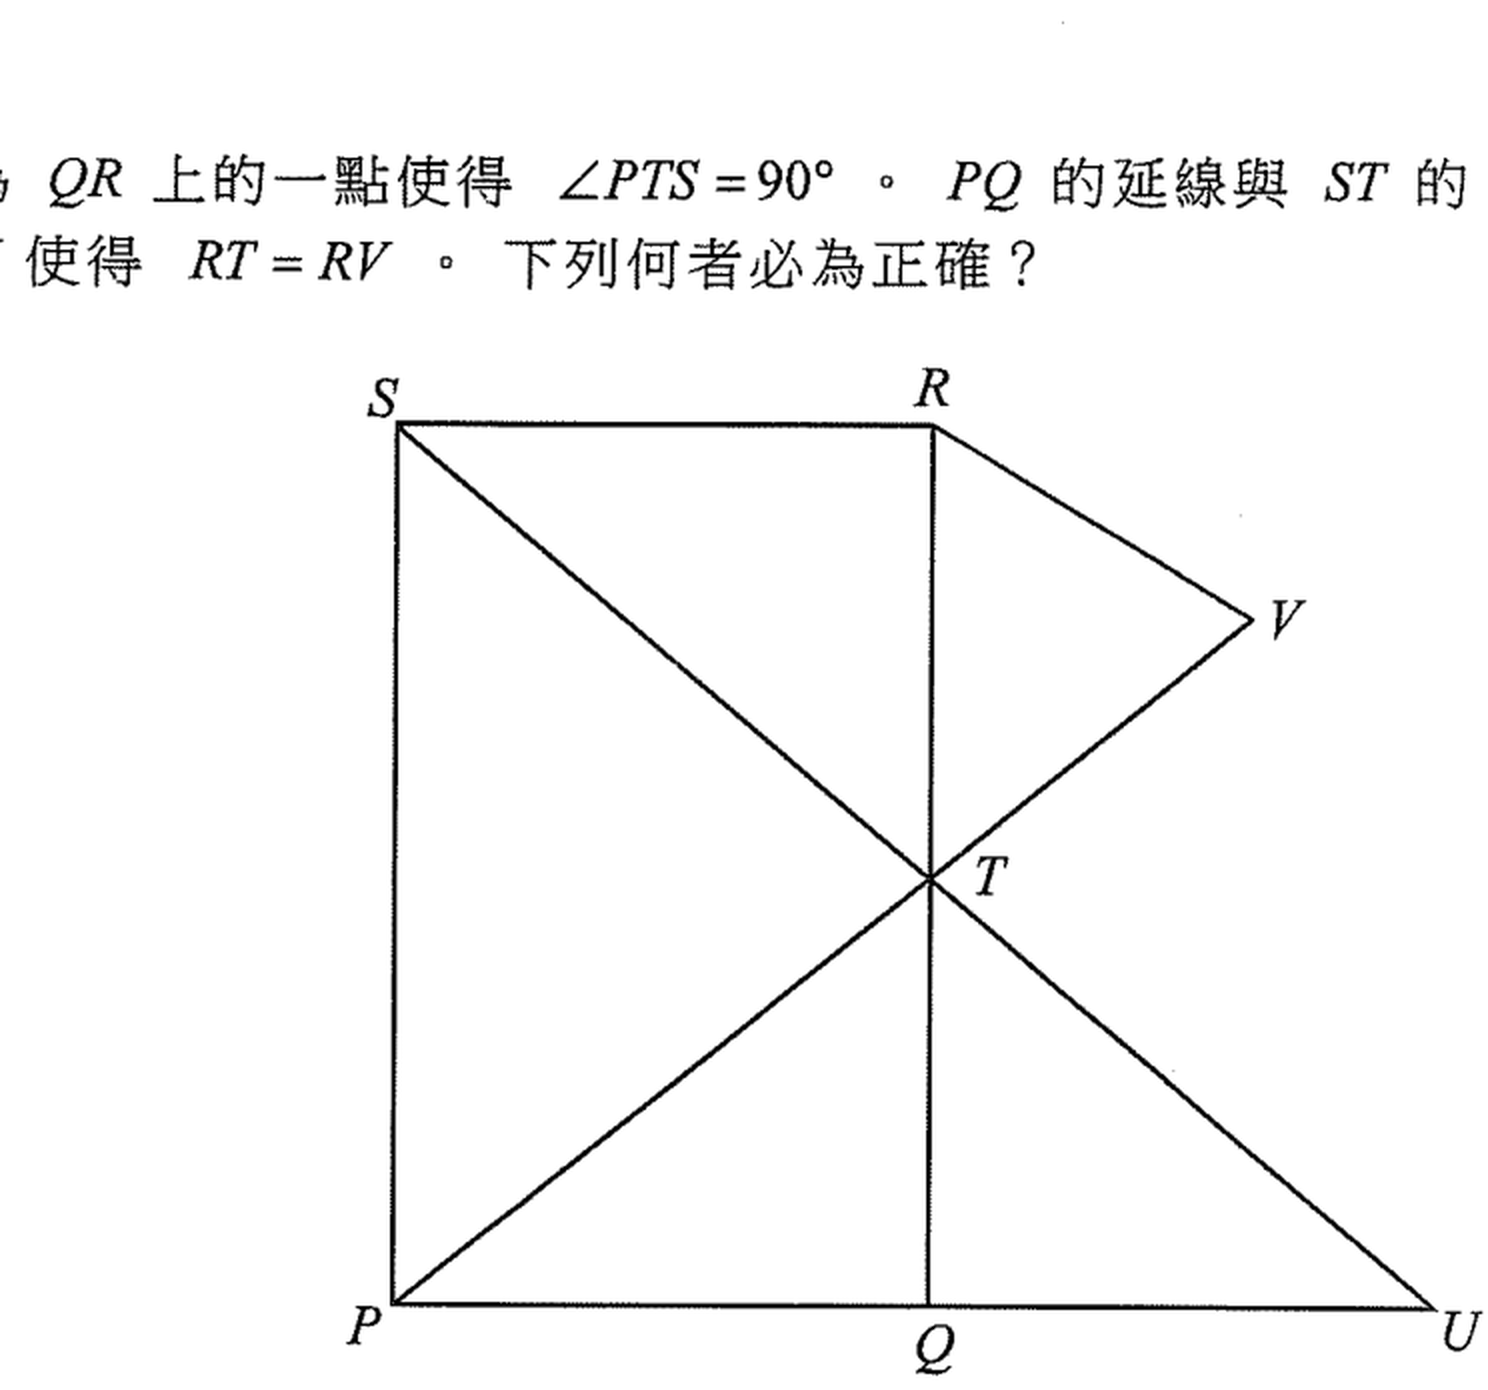 QR 上的一點使得 ∠PTS = 90° 。 PQ 的延線與 ST 的
使得 RT = RV 。 下列何者必為正確?
S
R
V
T
P
Q
U